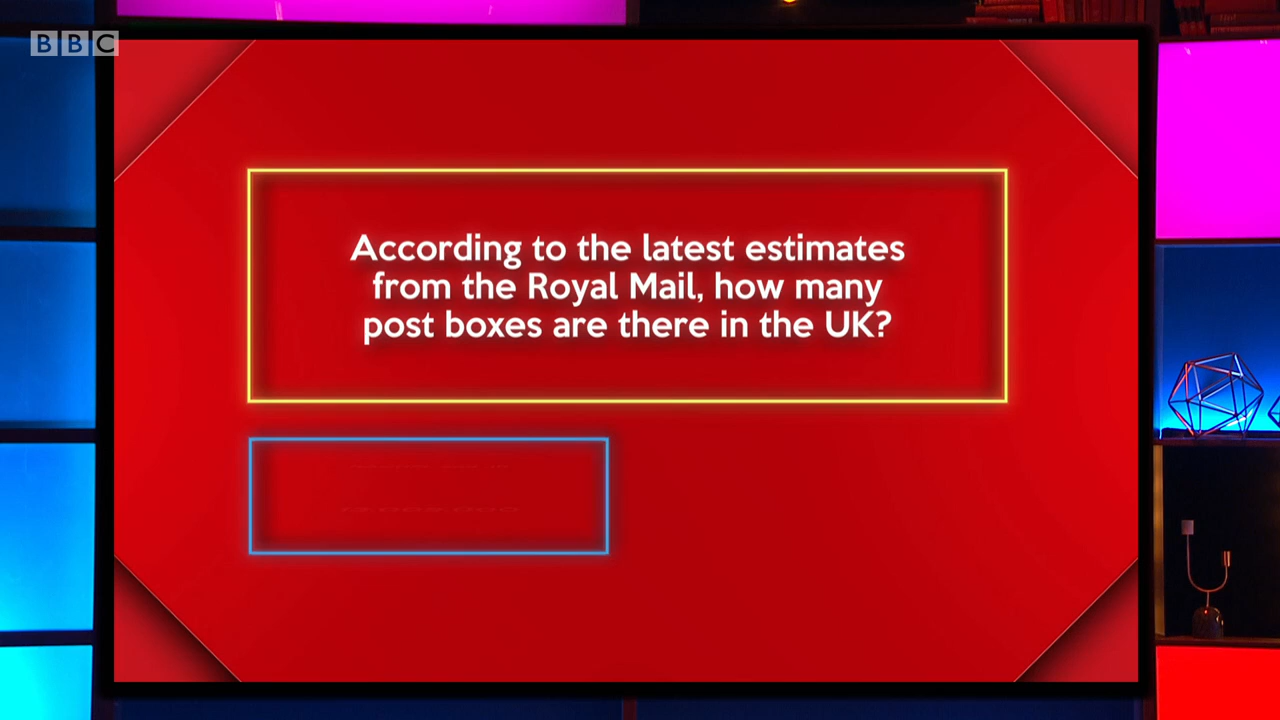 BBC
According to the latest estimates
from the Royal Mail, how many
post boxes are there in the UK?